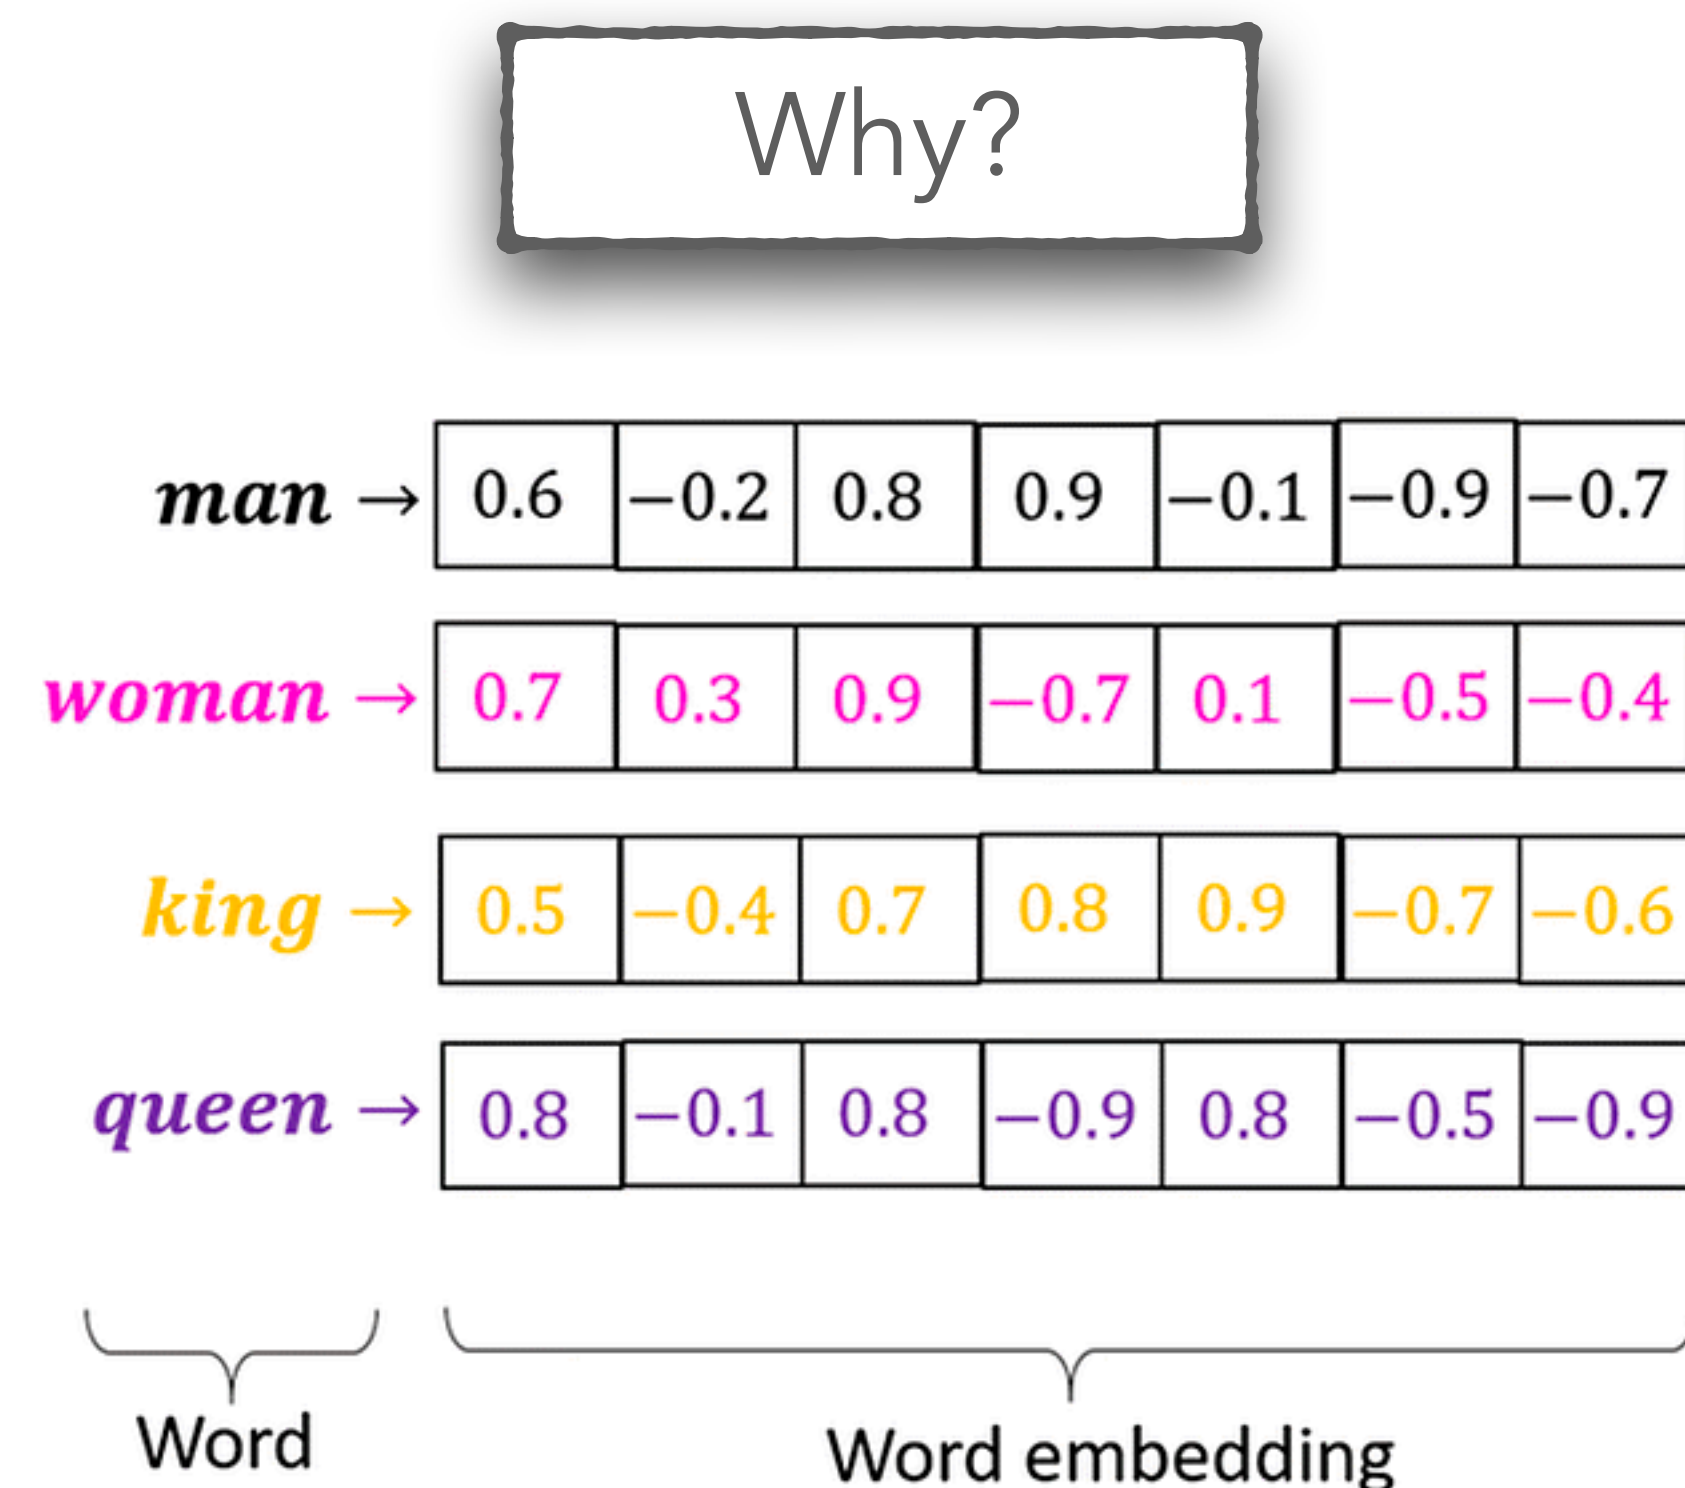 Why?
man → 0.6 −0.2 0.8 0.9 −0.1 −0.9 −0.7
woman → 0.7 0.3 0.9 −0.7 0.1 −0.5 −0.4
king → 0.5 −0.4 0.7 0.8 0.9 −0.7 −0.6
queen → 0.8 −0.1 0.8 −0.9 0.8 −0.5 −0.9
Word Word embedding